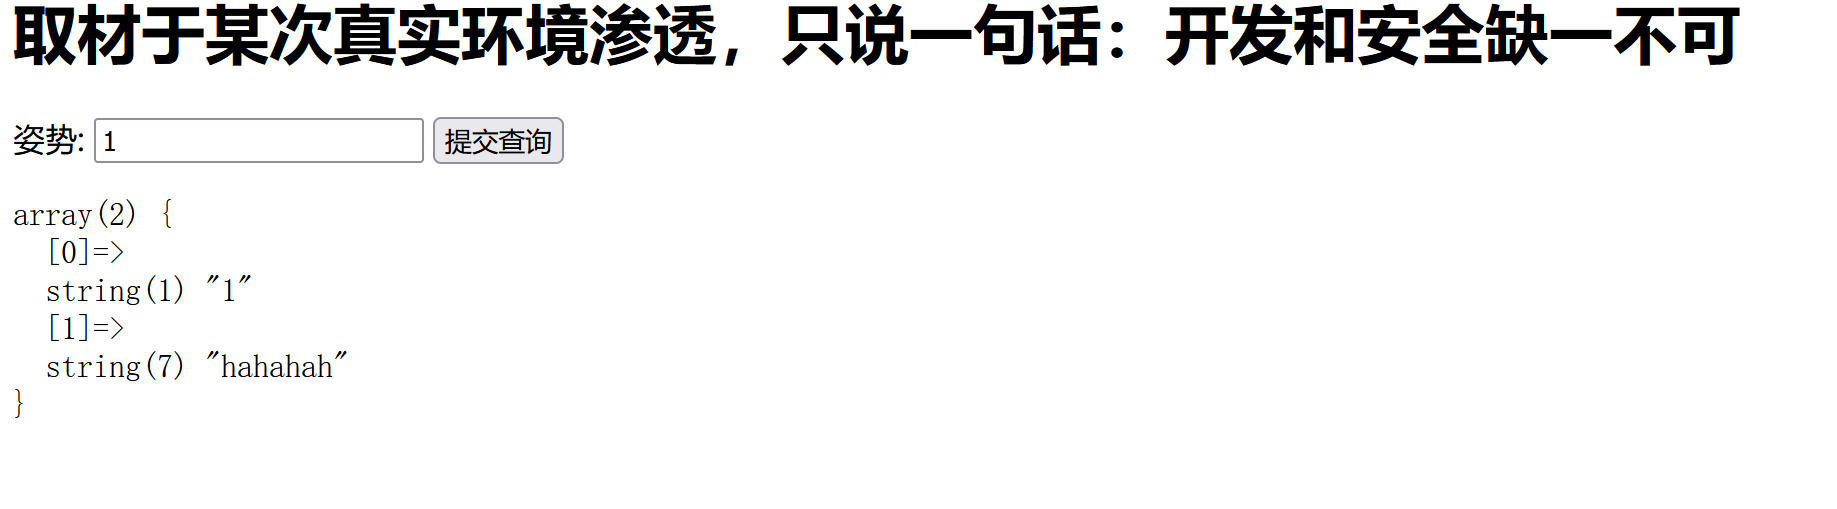 取材于某次真实环境渗透，只说一句话：开发和安全缺一不可
姿势: 1 提交查询
array(2) {
  [0]=>
  string(1) "1"
  [1]=>
  string(7) "hahahah"
}